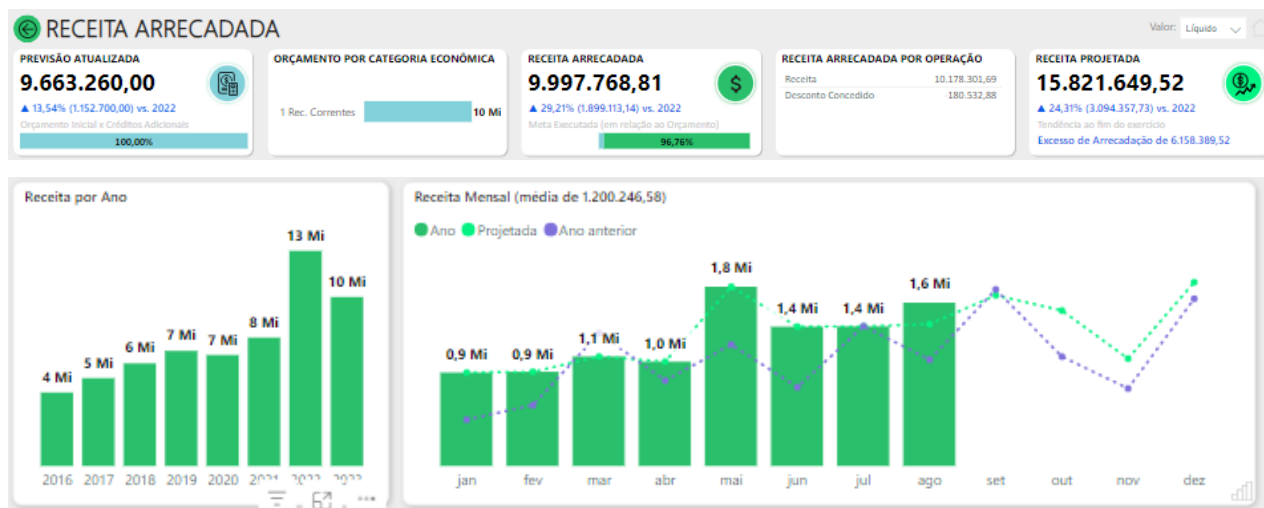 RECEITA ARRECADADA
Valor: Líquido
PREVISÃO ATUALIZADA
9.663.260,00
▲ 13,54% (1.152.700,00) vs. 2022
Orçamento Inicial x Créditos Adicionais
100,00%
ORÇAMENTO POR CATEGORIA ECONÔMICA
1 Rec. Correntes 10 Mi
RECEITA ARRECADADA
9.997.768,81
▲ 29,21% (1.899.113,14) vs. 2022
Meta Executada (em relação ao Orçamento)
96,76%
RECEITA ARRECADADA POR OPERAÇÃO
Receita 10.178.301,69
Desconto Concedido 180.532,88
RECEITA PROJETADA
15.821.649,52
▲ 24,31% (3.094.357,73) vs. 2022
Tendência ao fim do exercício
Excesso de Arrecadação de 6.158.389,52
Receita por Ano
13 Mi
10 Mi
8 Mi
7 Mi 7 Mi
6 Mi
5 Mi
4 Mi
2016 2017 2018 2019 2020 2021 2022 2023
Receita Mensal (média de 1.200.246,58)
Ano Projetada Ano anterior
0,9 Mi 0,9 Mi 1,1 Mi 1,0 Mi 1,8 Mi 1,4 Mi 1,4 Mi 1,6 Mi
jan fev mar abr mai jun jul ago set out nov dez